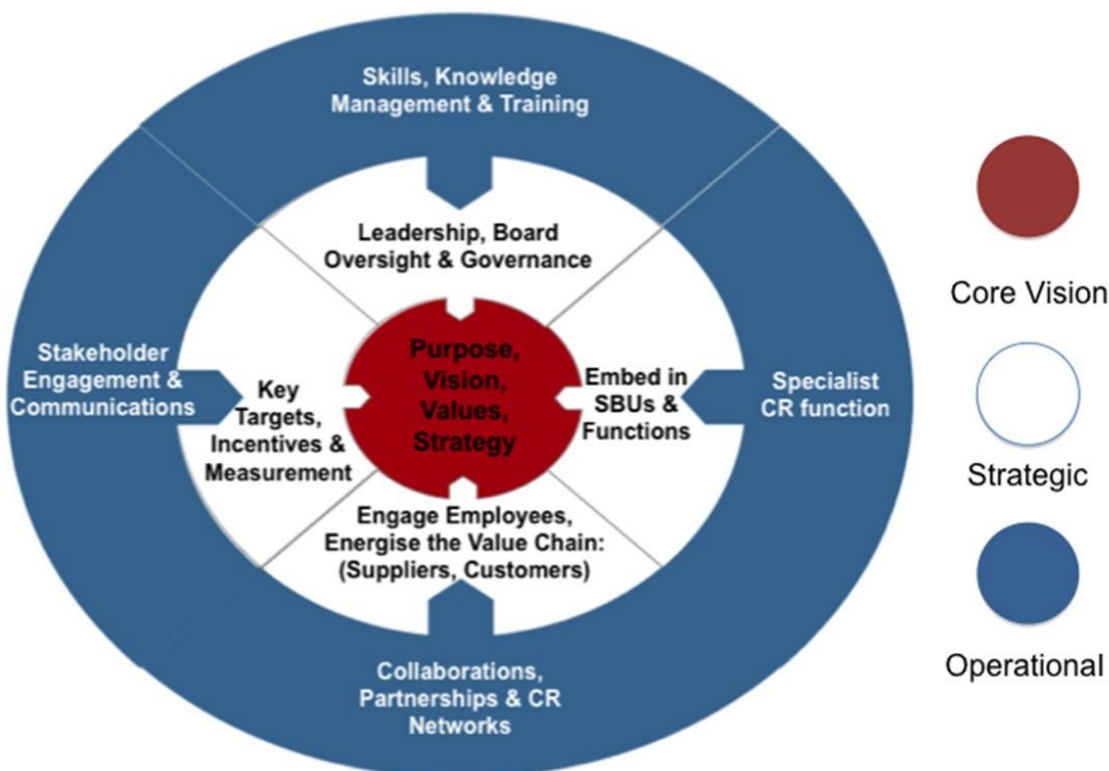 Skills, Knowledge
Management & Training
Leadership, Board
Oversight & Governance
Stakeholder
Engagement &
Communications
Key
Targets,
Incentives &
Measurement
Purpose,
Vision,
Values,
Strategy
Embed in
SBUs &
Functions
Specialist
CR function
Engage Employees,
Energise the Value Chain:
(Suppliers, Customers)
Collaborations,
Partnerships & CR
Networks
Core Vision
Strategic
Operational